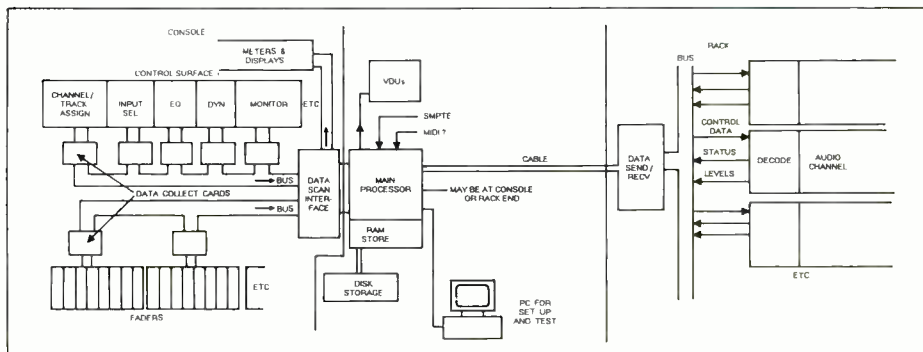 CONSOLE
METERS &
DISPLAYS
CONTROL SURFACE
CHANNEL/
TRACK
ASSIGN
INPUT
SEL
EQ
DYN
MONITOR
ETC
BUS
DATA COLLECT CARDS
BUS
DATA
SCAN
INTER-
FACE
FADERS
ETC
VDUs
SMPTE
MIDI ?
MAIN
PROCESSOR
RAM
STORE
DISK
STORAGE
CABLE
MAY BE AT CONSOLE
OR RACK END
PC FOR
SET UP
AND TEST
DATA
SEND /
RECV
RACK
BUS
CONTROL
DATA
STATUS
LEVELS
DECODE
AUDIO
CHANNEL
ETC